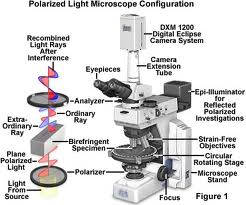 Polarized Light Microscope Configuration
Recombined
Light Rays
After
Interference
DXM 1200
Digital Eclipse
Camera System
Camera
Extension
Tube
Eyepieces
Epi-Illuminator
for
Reflected
Polarized
Investigations
Analyzer
Extra-
Ordinary
Ray
Ordinary
Ray
Birefringent
Specimen
Plane
Polarized
Light
Polarizer
Light
From
Source
Strain-Free
Objectives
Circular
Rotating Stage
Microscope
Stand
Focus
Figure 1